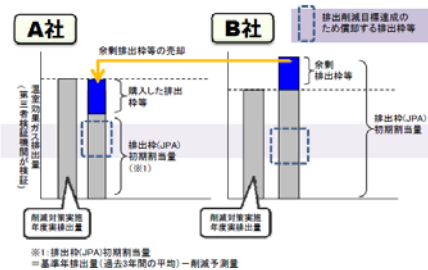 A社
B社
排出削減目標達成の
ため償却する排出枠等
余剰排出枠等の売却
温室効果ガス排出量
(第三者検証機関が検証)
購入した排出
枠等
余剰
排出枠等
排出枠(JPA)
初期割当量
(※1)
排出枠(JPA)
初期割当量
削減対策実施
年度実排出量
削減対策実施
年度実排出量
※1:排出枠(JPA)初期割当量
=基準年排出量(過去3年間の平均)-削減予測量